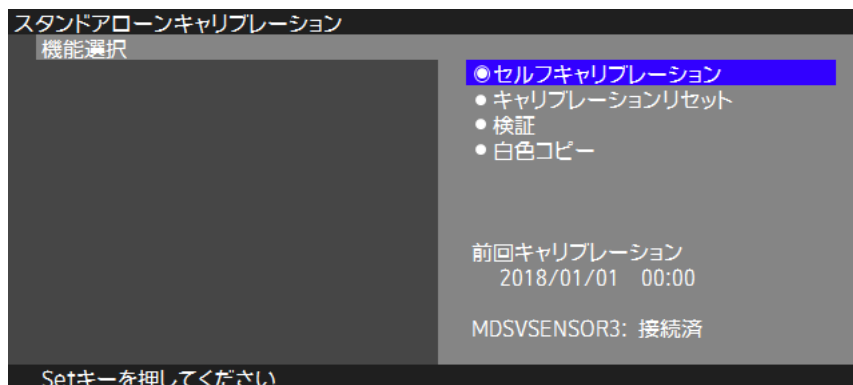 スタンドアローンキャリブレーション
機能選択
セルフキャリブレーション
キャリブレーションリセット
検証
白色コピー
前回キャリブレーション
2018/01/01 00:00
MDSVSENSOR3: 接続済
Setキーを押してください